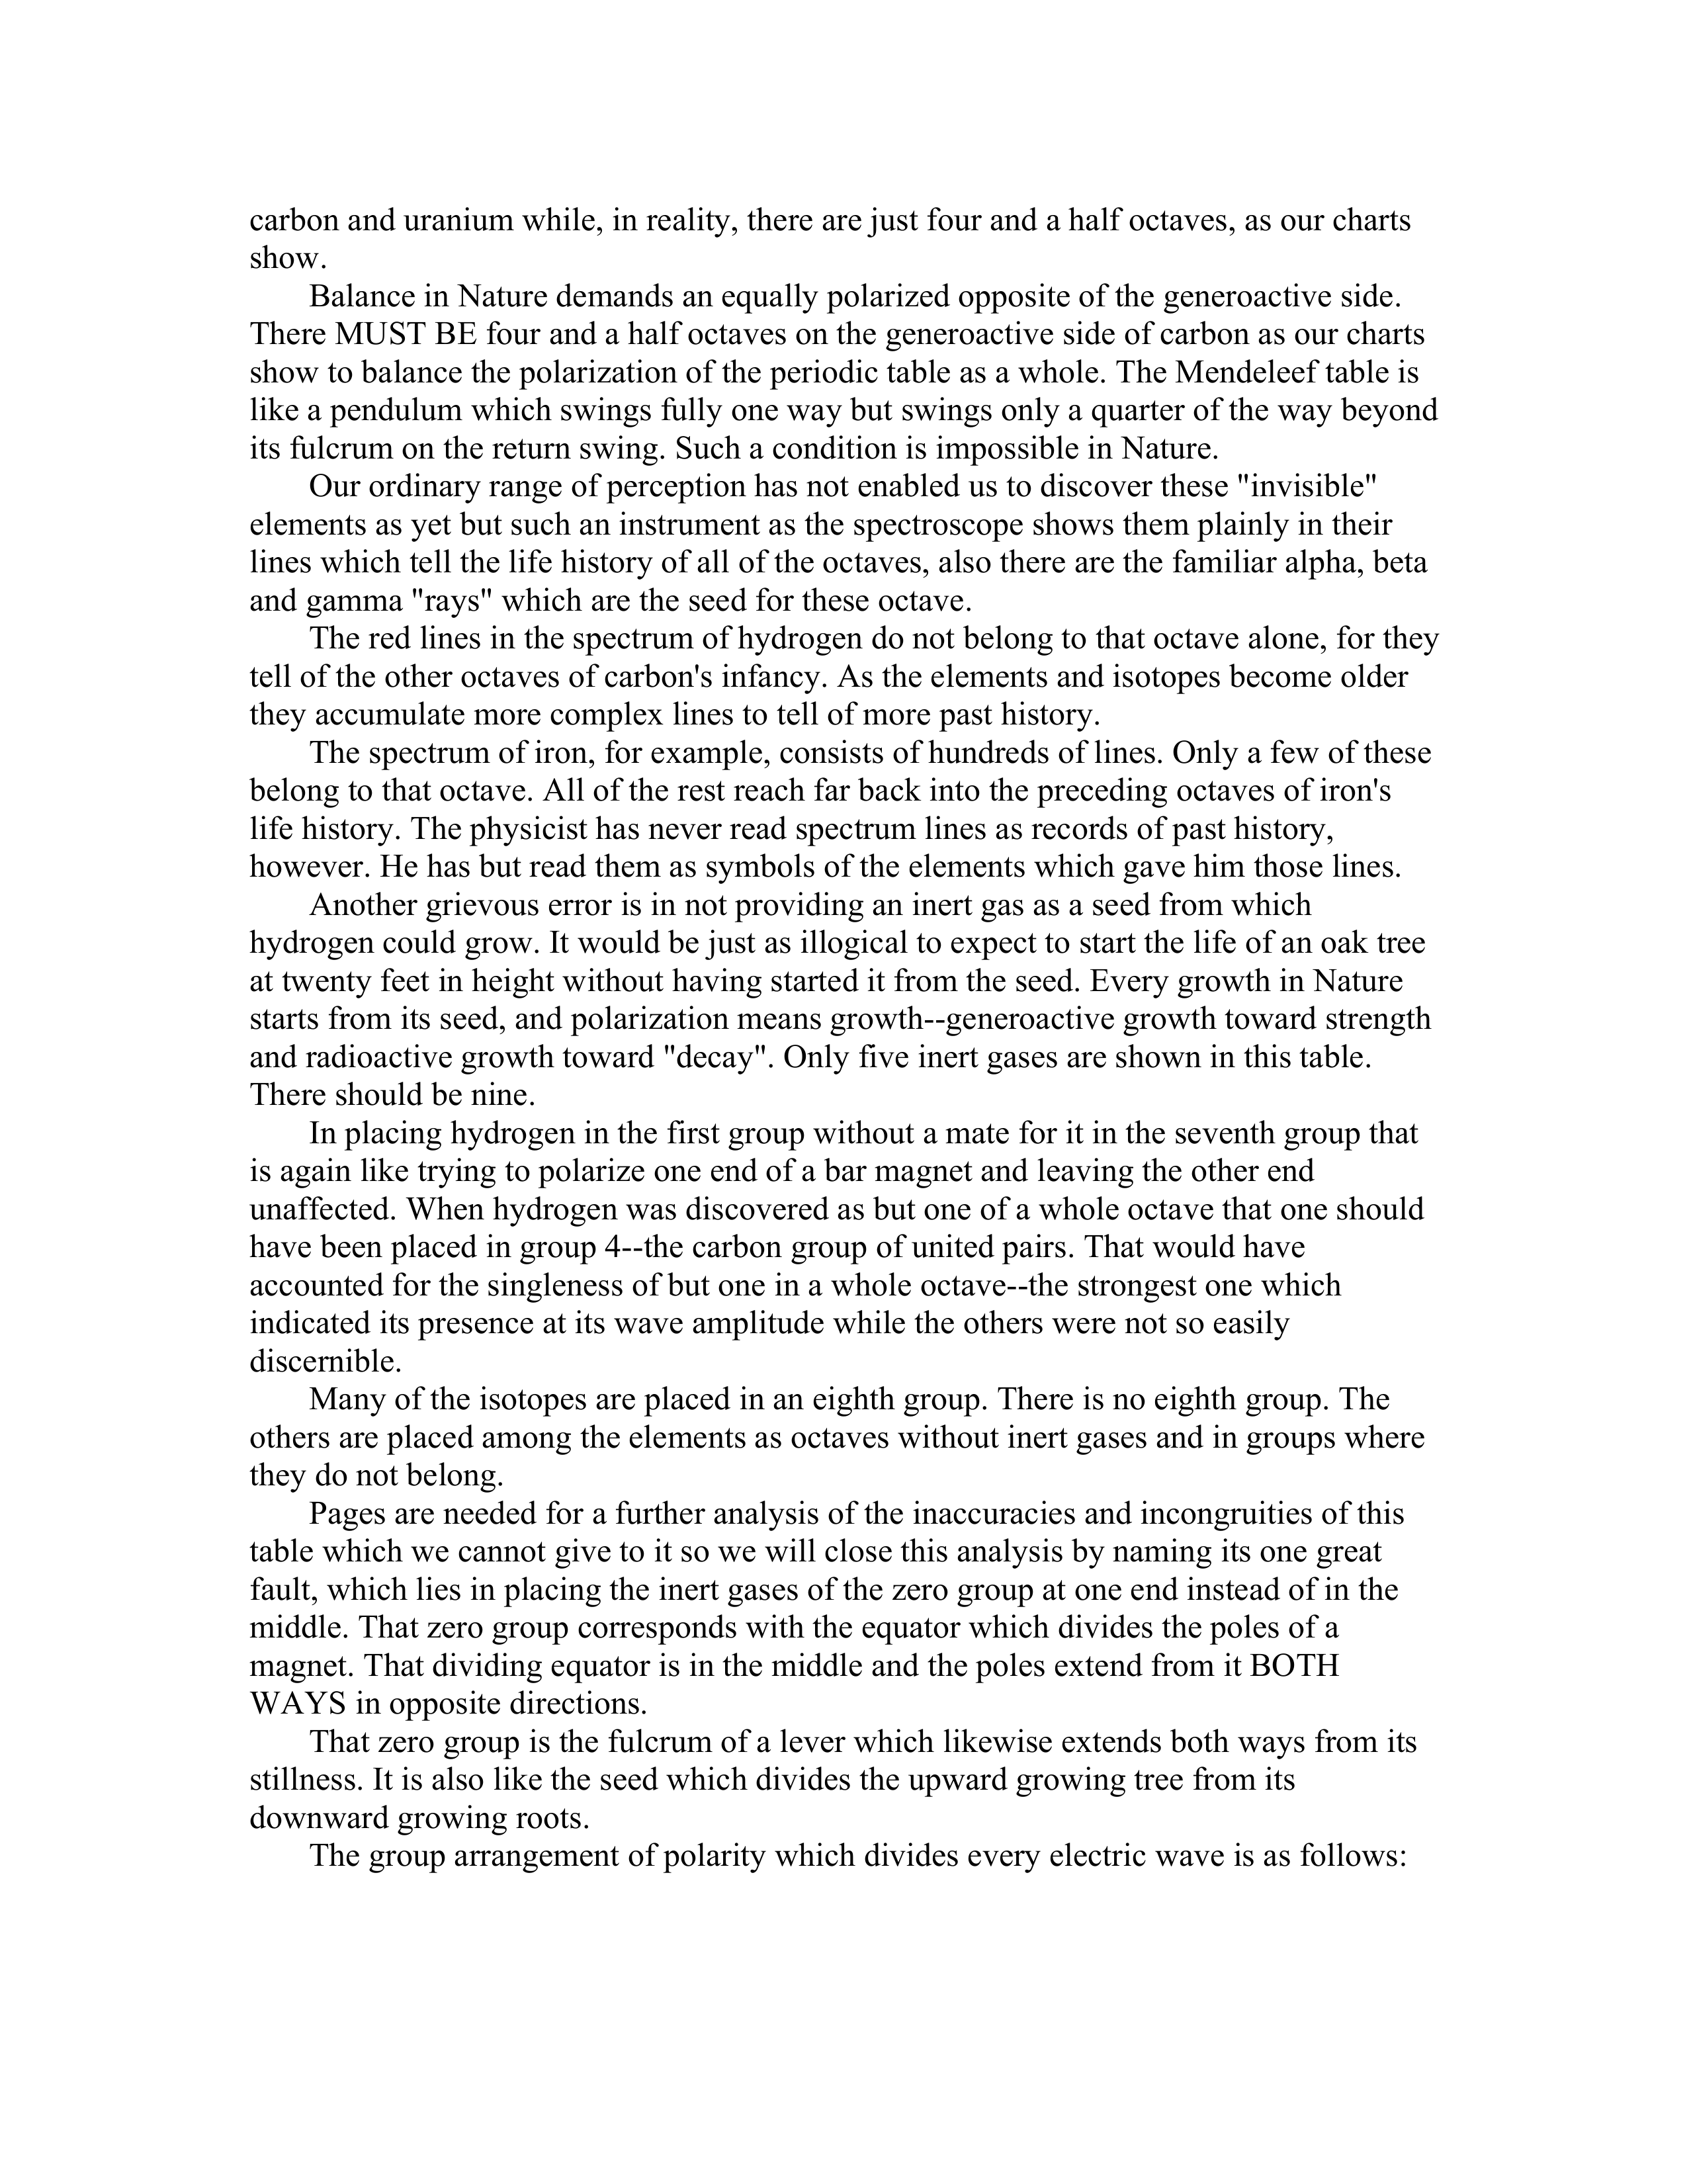 carbon and uranium while, in reality, there are just four and a half octaves, as our charts
show.
Balance in Nature demands an equally polarized opposite of the generoactive side.
There MUST BE four and a half octaves on the generoactive side of carbon as our charts
show to balance the polarization of the periodic table as a whole. The Mendeleef table is
like a pendulum which swings fully one way but swings only a quarter of the way beyond
its fulcrum on the return swing. Such a condition is impossible in Nature.
Our ordinary range of perception has not enabled us to discover these "invisible"
elements as yet but such an instrument as the spectroscope shows them plainly in their
lines which tell the life history of all of the octaves, also there are the familiar alpha, beta
and gamma "rays" which are the seed for these octave.
The red lines in the spectrum of hydrogen do not belong to that octave alone, for they
tell of the other octaves of carbon's infancy. As the elements and isotopes become older
they accumulate more complex lines to tell of more past history.
The spectrum of iron, for example, consists of hundreds of lines. Only a few of these
belong to that octave. All of the rest reach far back into the preceding octaves of iron's
life history. The physicist has never read spectrum lines as records of past history,
however. He has but read them as symbols of the elements which gave him those lines.
Another grievous error is in not providing an inert gas as a seed from which
hydrogen could grow. It would be just as illogical to expect to start the life of an oak tree
at twenty feet in height without having started it from the seed. Every growth in Nature
starts from its seed, and polarization means growth--generoactive growth toward strength
and radioactive growth toward "decay". Only five inert gases are shown in this table.
There should be nine.
In placing hydrogen in the first group without a mate for it in the seventh group that
is again like trying to polarize one end of a bar magnet and leaving the other end
unaffected. When hydrogen was discovered as but one of a whole octave that one should
have been placed in group 4--the carbon group of united pairs. That would have
accounted for the singleness of but one in a whole octave--the strongest one which
indicated its presence at its wave amplitude while the others were not so easily
discernible.
Many of the isotopes are placed in an eighth group. There is no eighth group. The
others are placed among the elements as octaves without inert gases and in groups where
they do not belong.
Pages are needed for a further analysis of the inaccuracies and incongruities of this
table which we cannot give to it so we will close this analysis by naming its one great
fault, which lies in placing the inert gases of the zero group at one end instead of in the
middle. That zero group corresponds with the equator which divides the poles of a
magnet. That dividing equator is in the middle and the poles extend from it BOTH
WAYS in opposite directions.
That zero group is the fulcrum of a lever which likewise extends both ways from its
stillness. It is also like the seed which divides the upward growing tree from its
downward growing roots.
The group arrangement of polarity which divides every electric wave is as follows: